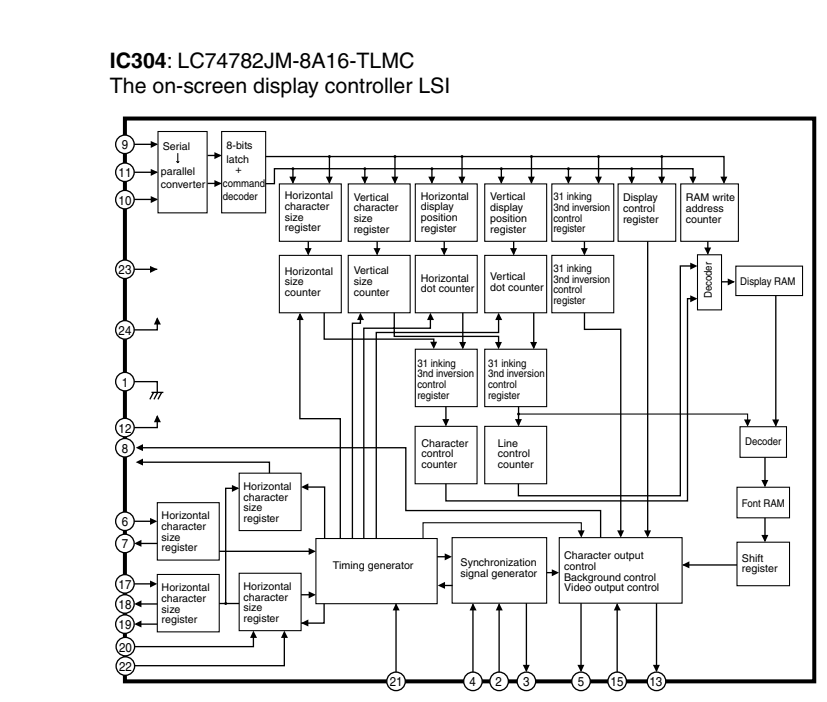 IC304: LC74782JM-8A16-TLMC
The on-screen display controller LSI
9
11
10
Serial
↓
parallel
converter
8-bits
latch
+
command
decoder
Horizontal
character
size
register
Vertical
character
size
register
Horizontal
display
position
register
Vertical
display
position
register
31 inking
3nd inversion
control
register
Display
control
register
RAM write
address
counter
23
Horizontal
size
counter
Vertical
size
counter
Horizontal
dot counter
Vertical
dot counter
31 inking
3nd inversion
control
register
Decoder
Display RAM
24
1
12
8
31 inking
3nd inversion
control
register
31 inking
3nd inversion
control
register
Character
control
counter
Line
control
counter
Decoder
Font RAM
Shift
register
Horizontal
character
size
register
6
7
Horizontal
character
size
register
17
18
19
20
22
Horizontal
character
size
register
Horizontal
character
size
register
Timing generator
Synchronization
signal generator
Character output
control
Background control
Video output control
21
4
2
3
5
15
13